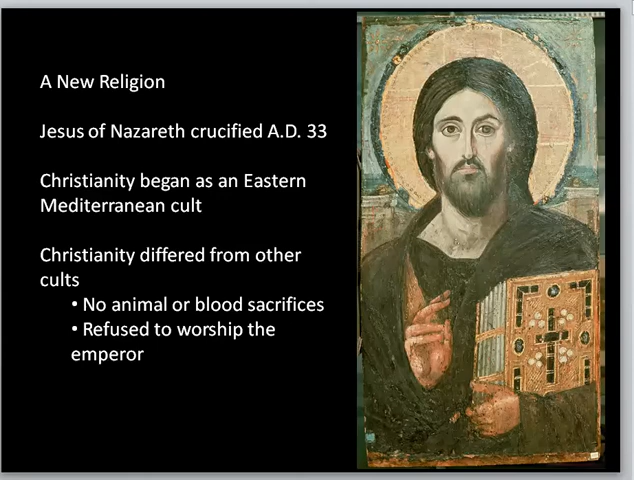 A New Religion
Jesus of Nazareth crucified A.D. 33
Christianity began as an Eastern
Mediterranean cult
Christianity differed from other
cults
• No animal or blood sacrifices
• Refused to worship the
emperor